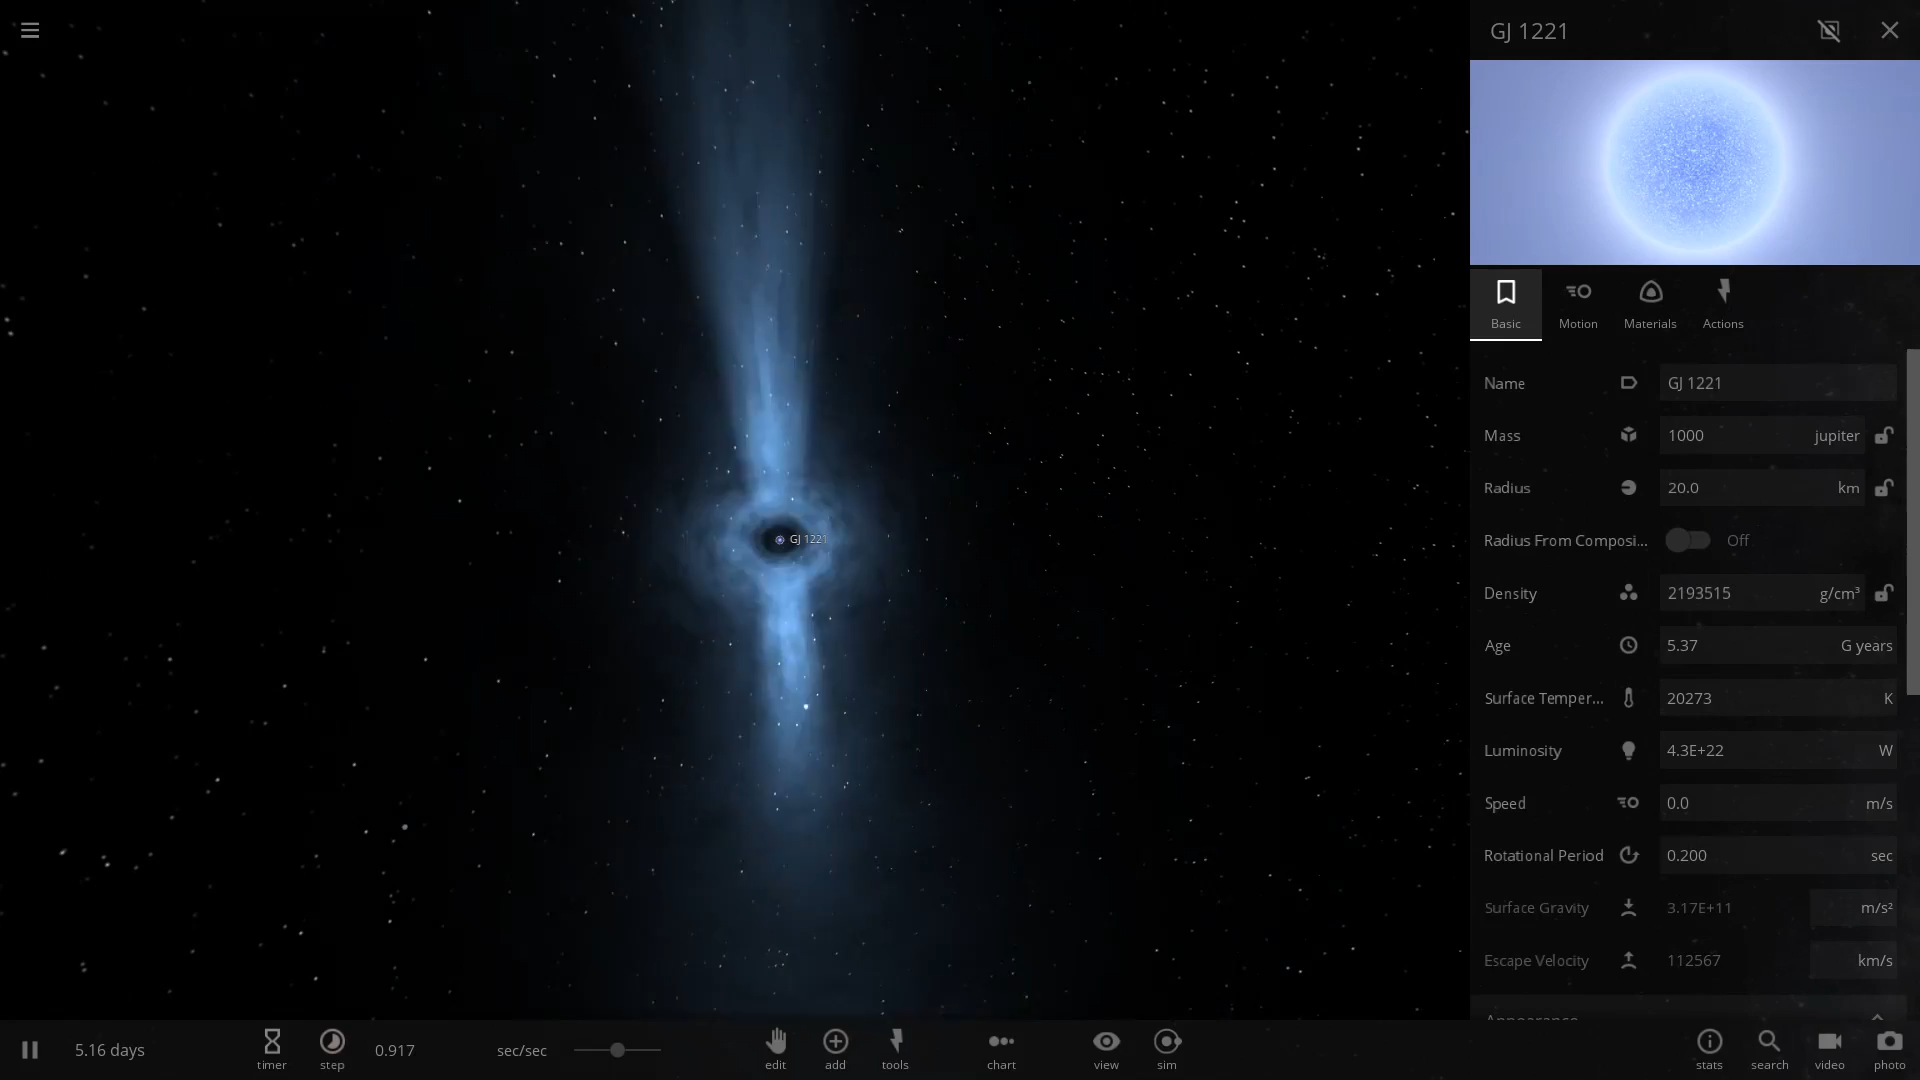 GJ 1221
Basic
Motion
Materials
Actions
Name
GJ 1221
Mass
1000
jupiter
Radius
20.0
km
Radius From Composi...
Off
Density
2193515
g/cm³
Age
5.37
G years
Surface Temper...
20273
K
Luminosity
4.3E+22
W
Speed
0.0
m/s
Rotational Period
0.200
sec
Surface Gravity
3.17E+11
m/s²
Escape Velocity
112567
km/s
Appearance
GJ 1221
5.16 days
timer
step
0.917
sec/sec
edit
add
tools
chart
view
sim
stats
search
video
photo